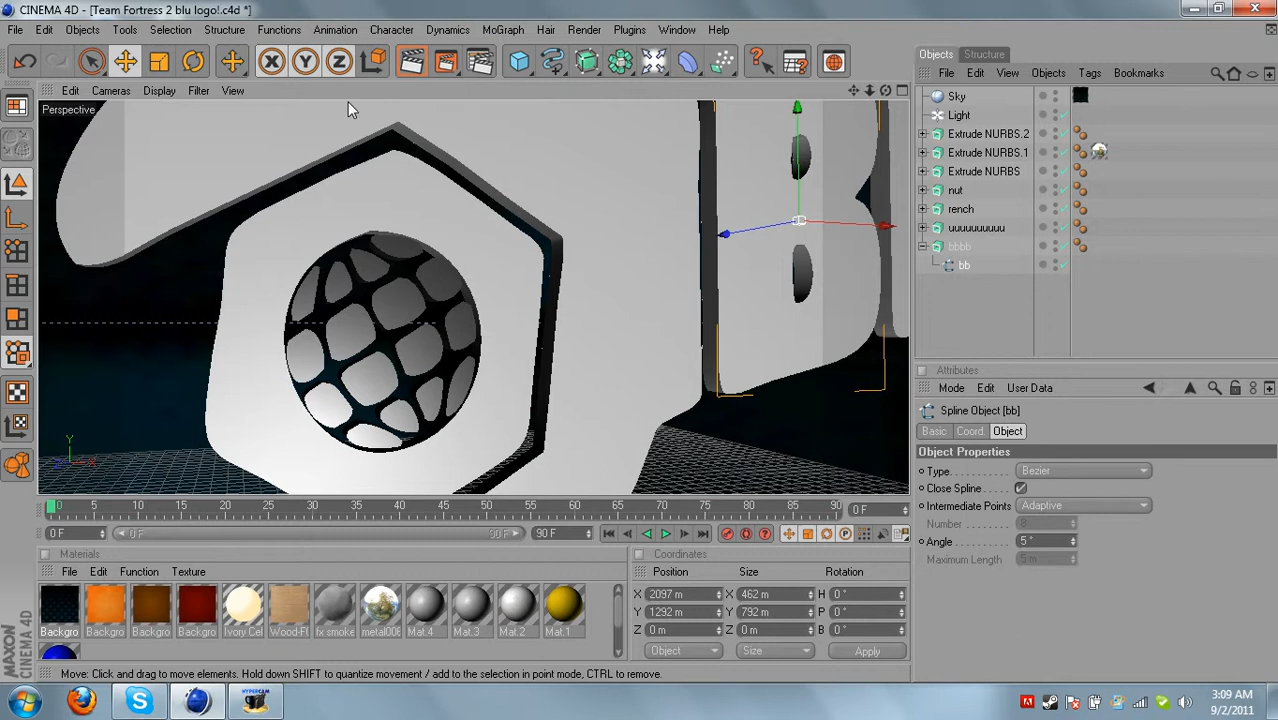 CINEMA 4D - [Team Fortress 2 blu logo!.c4d *]
File Edit Objects Tools Selection Structure Functions Animation Character Dynamics MoGraph Hair Render Plugins Window Help
Objects Structure
File Edit View Objects Tags Bookmarks
Edit Cameras Display Filter View
Perspective
Sky
Light
Extrude NURBS.2
Extrude NURBS.1
Extrude NURBS
nut
rench
uuuuuuuuuu
bbbb
bb
Y
Z X
Attributes
Mode Edit User Data
Spline Object [bb]
Basic Coord. Object
Object Properties
Type Bezier
Close Spline
Intermediate Points Adaptive
Number 8
Angle 5 °
Maximum Length 5 m
0 5 10 15 20 25 30 35 40 45 50 55 60 65 70 75 80 85 90 0 F
0 F 0 F 90 F 90 F
Materials
File Edit Function Texture
Backgro Backgro Backgro Backgro Ivory Cel Wood-Fl fx smoke metal006 Mat.4 Mat.3 Mat.2 Mat.1
Coordinates
Position Size Rotation
X 2097 m X 462 m H 0 °
Y 1292 m Y 792 m P 0 °
Z 0 m Z 0 m B 0 °
Object Size Apply
MAXON CINEMA 4D
Move: Click and drag to move elements. Hold down SHIFT to quantize movement / add to the selection in point mode, CTRL to remove.
HYPERCAM
3:09 AM
9/2/2011